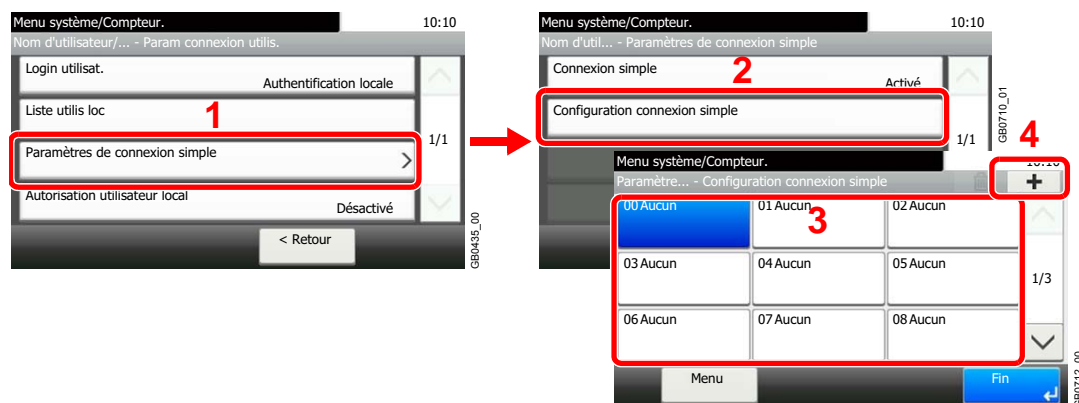 Menu système/Compteur.
10:10
Nom d'utilisateur/... - Param connexion utilis.
Login utilisat.
Authentification locale
Liste utilis loc
1
Paramètres de connexion simple
1/1
Autorisation utilisateur local
Désactivé
< Retour
GB0435_00
Menu système/Compteur.
10:10
Nom d'util... - Paramètres de connexion simple
Connexion simple
2
Activé
Configuration connexion simple
1/1
GB0710_01
4
Menu système/Compteur.
10:10
Paramètre... - Configuration connexion simple
+
00 Aucun
01 Aucun
02 Aucun
3
03 Aucun
04 Aucun
05 Aucun
1/3
06 Aucun
07 Aucun
08 Aucun
Menu
Fin
GB0712_00